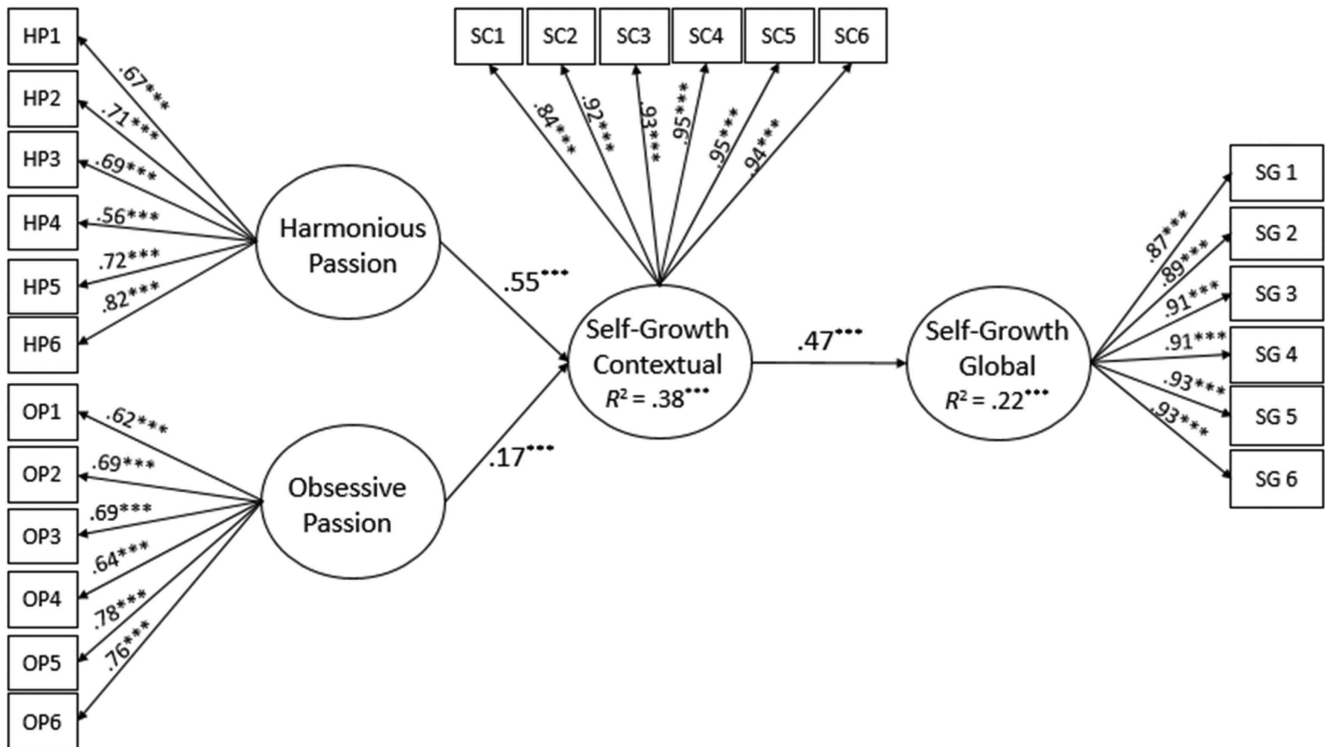 HP1
HP2
HP3
HP4
HP5
HP6
.67***
.71***
.69***
.56***
.72***
.82***
Harmonious
Passion
OP1
OP2
OP3
OP4
OP5
OP6
.62***
.69***
.69***
.64***
.78***
.76***
Obsessive
Passion
SC1
SC2
SC3
SC4
SC5
SC6
.84***
.92***
.93***
.95***
.95***
.94***
.55***
.17***
Self-Growth
Contextual
R² = .38***
.47***
Self-Growth
Global
R² = .22***
.87***
.89***
.91***
.91***
.93***
.93***
SG 1
SG 2
SG 3
SG 4
SG 5
SG 6